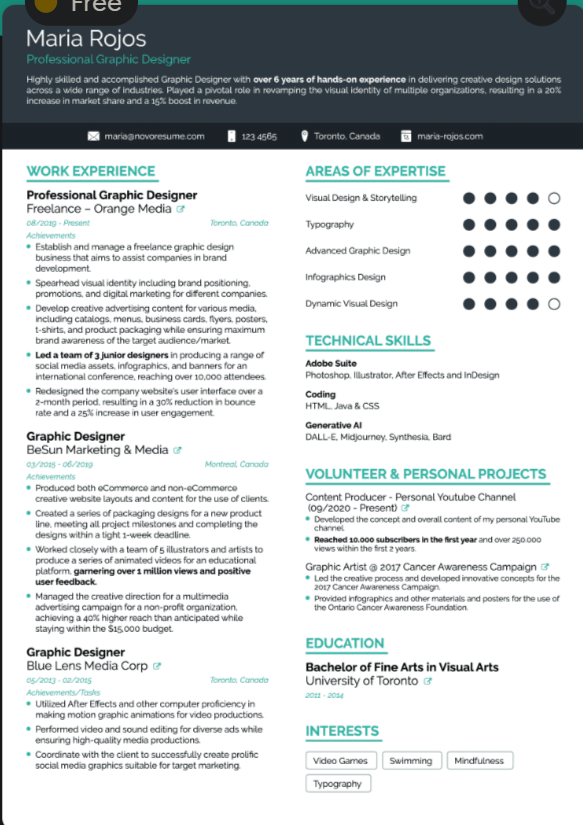 Free
Maria Rojos
Professional Graphic Designer
Highly skilled and accomplished Graphic Designer with over 6 years of hands-on experience in delivering creative design solutions
across a wide range of industries. Played a pivotal role in revamping the visual identity of multiple organizations, resulting in a 20%
increase in market share and a 15% boost in revenue.
maria@novoresume.com
123 4565
Toronto, Canada
maria-rojos.com
WORK EXPERIENCE
Professional Graphic Designer
Freelance – Orange Media
08/2019 - Present
Toronto, Canada
Achievements
Establish and manage a freelance graphic design
business that aims to assist companies in brand
development.
Spearhead visual identity including brand positioning,
promotions, and digital marketing for different companies.
Develop creative advertising content for various media,
including catalogs, menus, business cards, flyers, posters,
t-shirts, and product packaging while ensuring maximum
brand awareness of the target audience/market.
Led a team of 3 junior designers in producing a range of
social media assets, infographics, and banners for an
international conference, reaching over 10,000 attendees.
Redesigned the company's user interface over a
2-month period, resulting in a 30% reduction in bounce
rate and a 25% increase in user engagement.
Graphic Designer
BeSun Marketing & Media
03/2015 - 06/2019
Montreal, Canada
Achievements
Produced both eCommerce and non-eCommerce
creative website layouts and content for the use of clients.
Created a series of packaging designs for a new product
line, meeting all project milestones and completing the
designs within a tight 1-week deadline.
Worked closely with a team of 5 illustrators and artists to
produce a series of animated videos for an educational
platform, garnering over 1 million views and positive
user feedback.
Managed the creative direction for a multimedia
advertising campaign for a non-profit organization,
achieving a 40% higher reach than anticipated while
staying within the $15,000 budget.
Graphic Designer
Blue Lens Media Corp
05/2013 - 02/2015
Toronto, Canada
Achievements/Tasks
Utilized After Effects and other computer proficiency in
making motion graphic animations for video productions.
Performed video and sound editing for diverse ads while
ensuring high-quality media productions.
Coordinate with the client to successfully create prolific
social media graphics suitable for target marketing.
AREAS OF EXPERTISE
Visual Design & Storytelling
Typography
Advanced Graphic Design
Infographics Design
Dynamic Visual Design
TECHNICAL SKILLS
Adobe Suite
Photoshop, Illustrator, After Effects and InDesign
Coding
HTML, Java & CSS
Generative AI
DALL-E, Midjourney, Synthesia, Bard
VOLUNTEER & PERSONAL PROJECTS
Content Producer - Personal Youtube Channel
(09/2020 - Present)
Developed the concept and overall content of my personal YouTube
channel.
Reached 10,000 subscribers in the first year and over 250,000
views within the first 2 years.
Graphic Artist @ 2017 Cancer Awareness Campaign
Led the creative process and developed innovative concepts for the
2017 Cancer Awareness Campaign.
Provided infographics and other materials and posters for the use of
the Ontario Cancer Awareness Foundation.
EDUCATION
Bachelor of Fine Arts in Visual Arts
University of Toronto
2011 - 2014
INTERESTS
Video Games
Swimming
Mindfulness
Typography